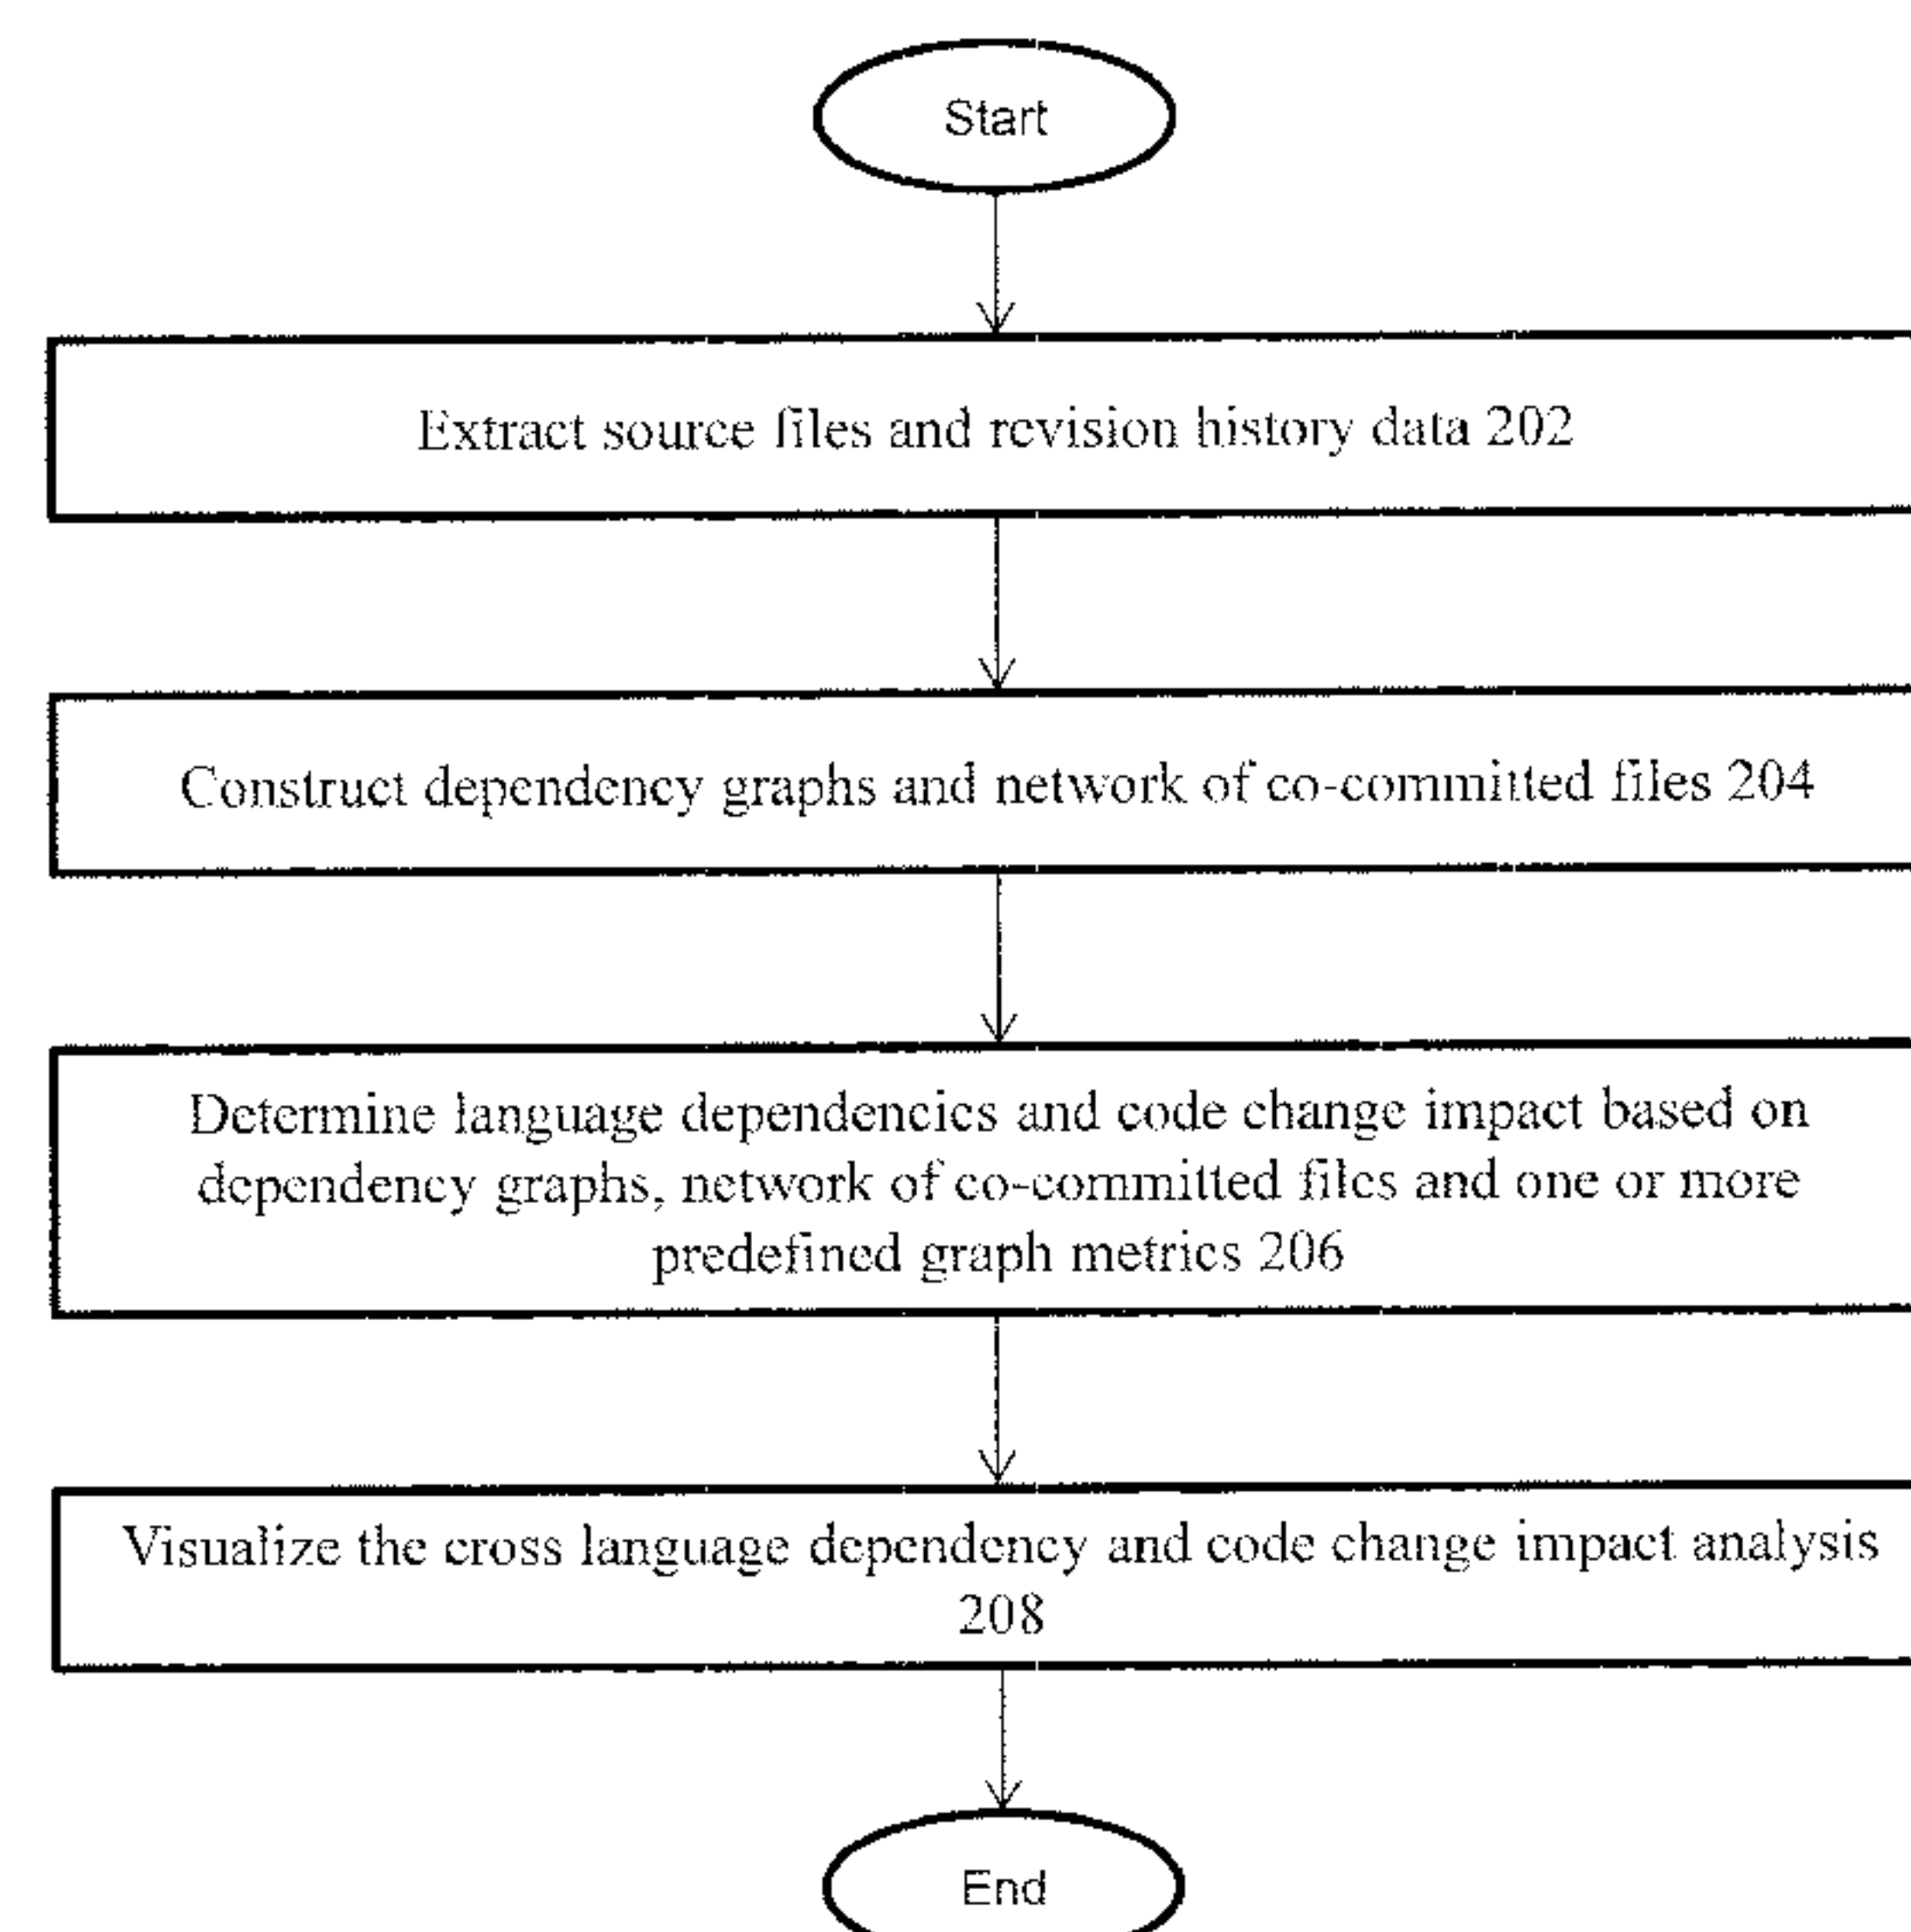 Start
Extract source files and revision history data 202
Construct dependency graphs and network of co-committed files 204
Determine language dependencies and code change impact based on
dependency graphs, network of co-committed files and one or more
predefined graph metrics 206
Visualize the cross language dependency and code change impact analysis
208
End